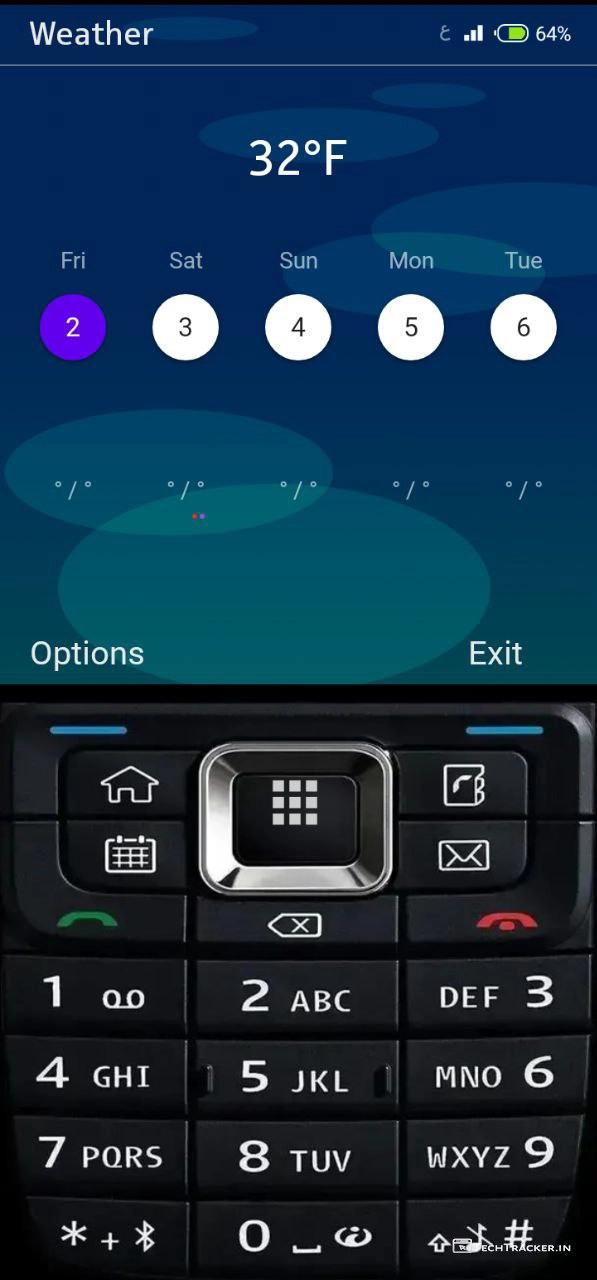 Weather ع 64%
32°F
Fri Sat Sun Mon Tue
2 3 4 5 6
°/° °/° °/° °/° °/°
Options Exit
1 2 ABC DEF 3
4 GHI 5 JKL MNO 6
7 PQRS 8 TUV WXYZ 9
* + 0 #
TECHTRACKER.IN